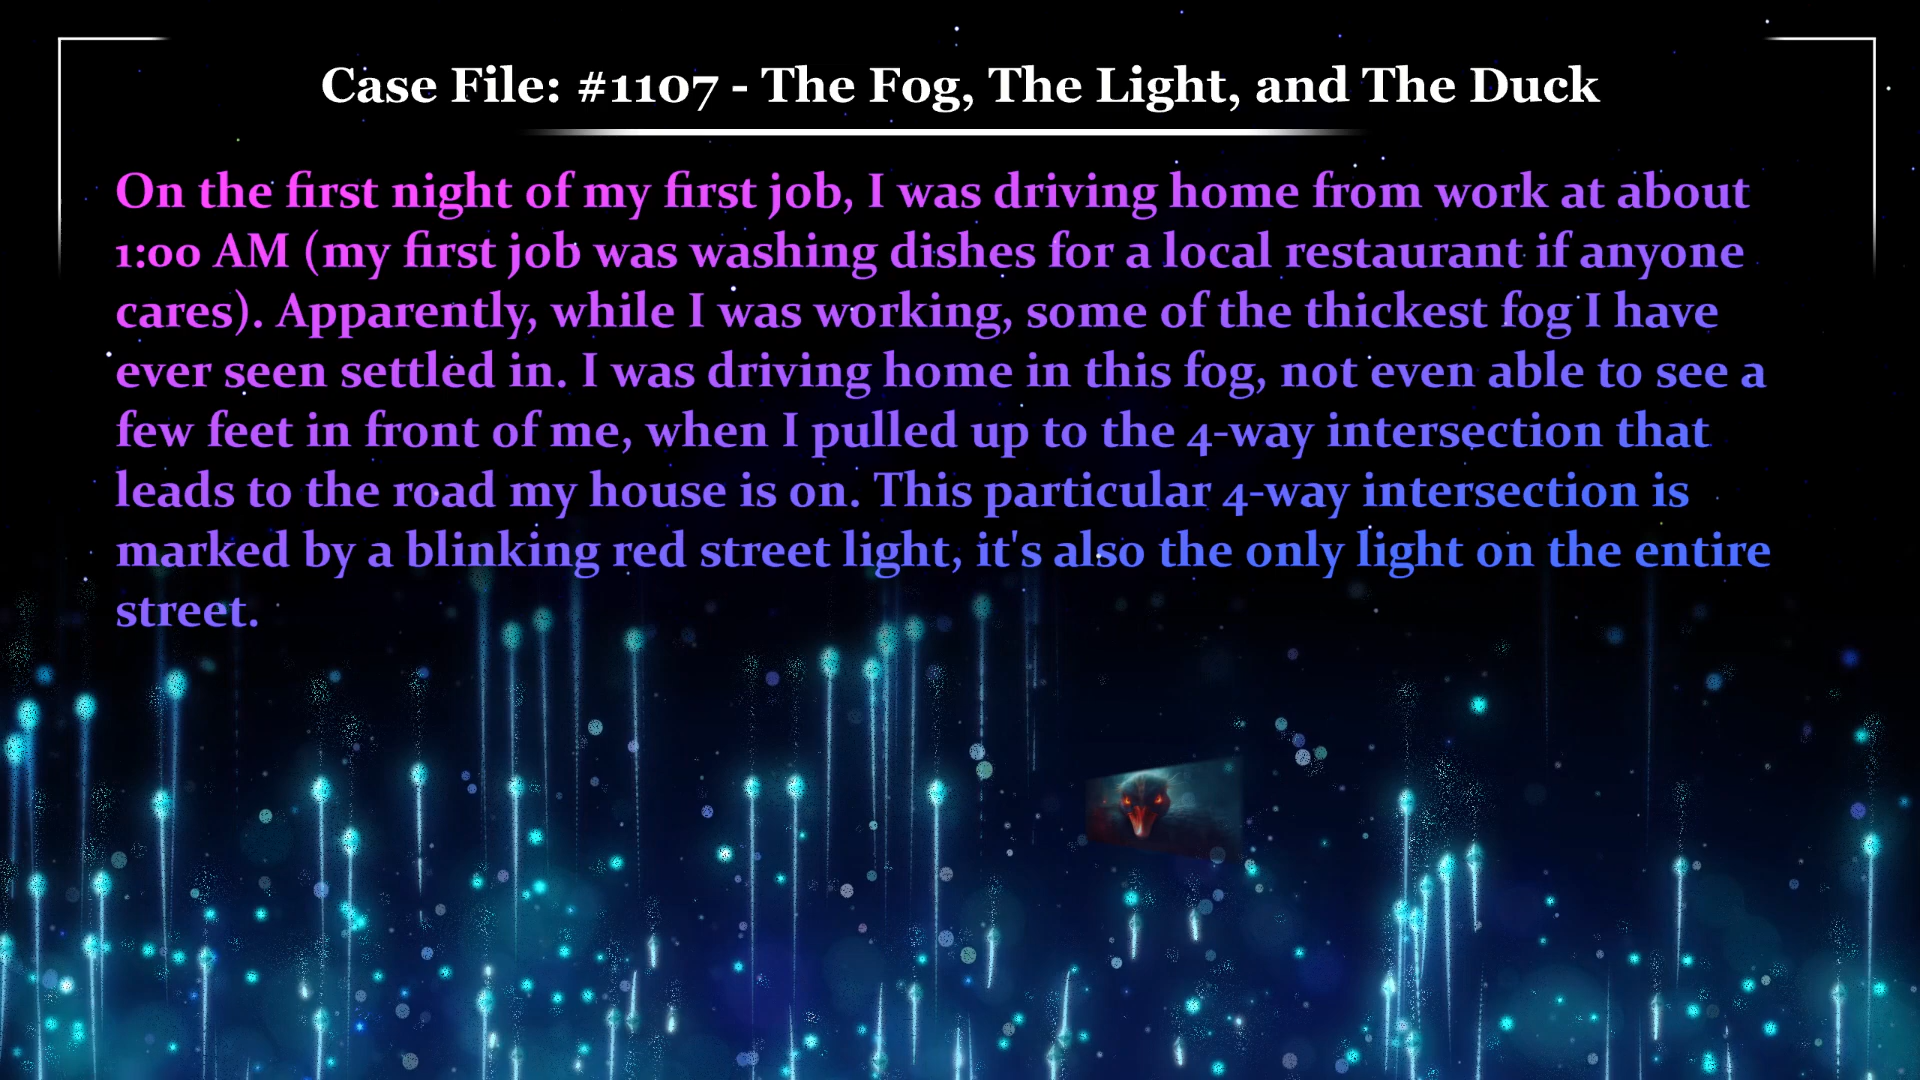 Case File: #1107 - The Fog, The Light, and The Duck
On the first night of my first job, I was driving home from work at about
1:00 AM (my first job was washing dishes for a local restaurant if anyone
cares). Apparently, while I was working, some of the thickest fog I have
ever seen settled in. I was driving home in this fog, not even able to see a
few feet in front of me, when I pulled up to the 4-way intersection that
leads to the road my house is on. This particular 4-way intersection is
marked by a blinking red street light, it's also the only light on the entire
street.